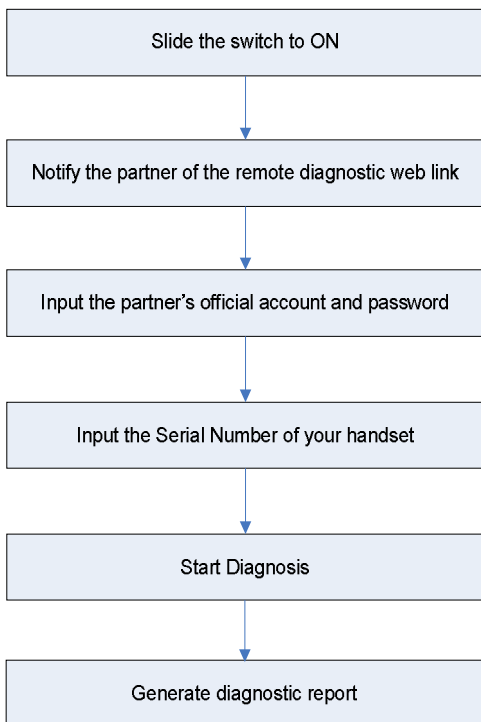 Slide the switch to ON
Notify the partner of the remote diagnostic web link
Input the partner's official account and password
Input the Serial Number of your handset
Start Diagnosis
Generate diagnostic report